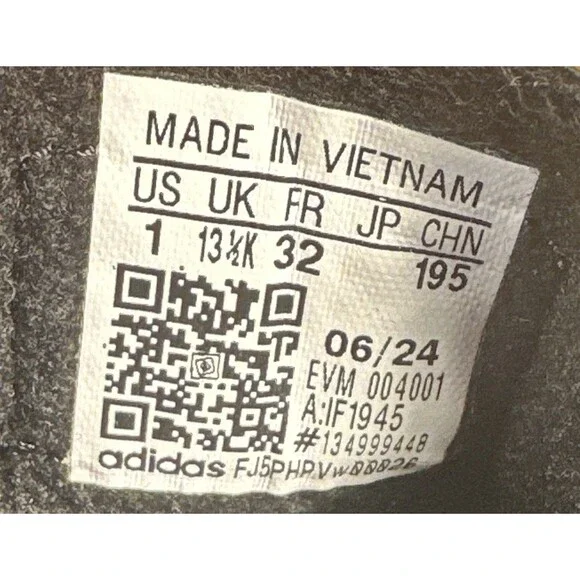 MADE IN VIETNAM
US UK FR JP CHN
1 13½K 32 195
06/24
EVM 004001
A:IF1945
#134999448
adidas